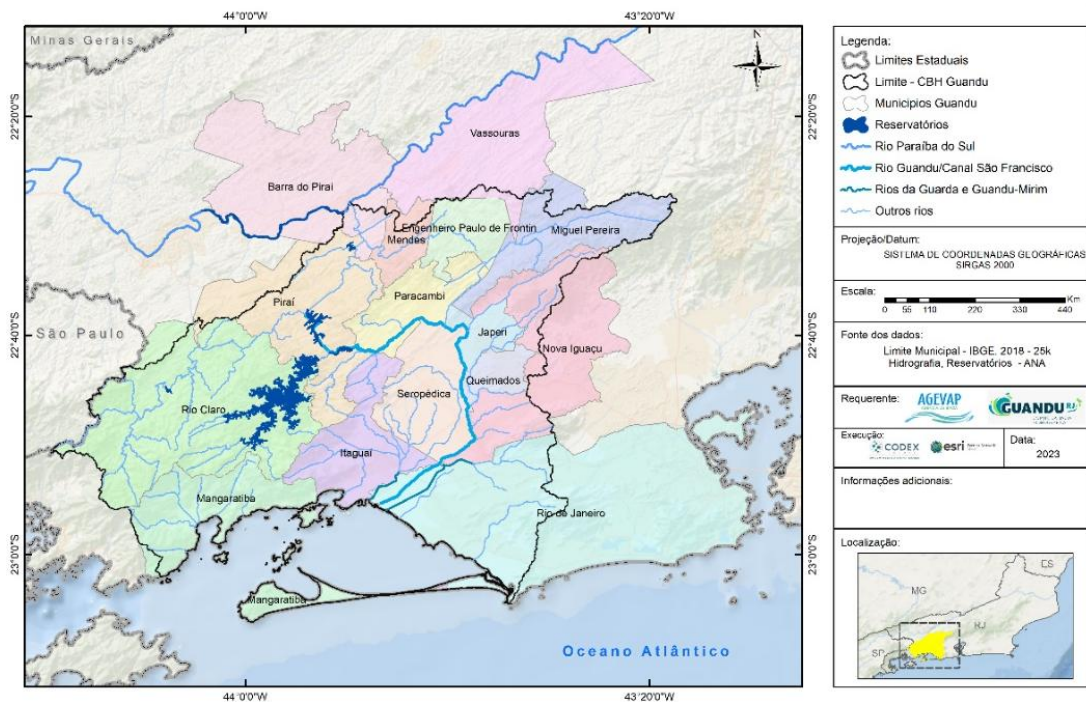 44°0'0"W
43°20'0"W
Minas Gerais
22°20'0"S
22°20'0"S
Vassouras
Barra do Piraí
Engenheiro Paulo de Frontin
Mendes
Miguel Pereira
Piraí
Paracambi
São Paulo
22°40'0"S
22°40'0"S
Japeri
Nova Iguaçu
Queimados
Seropédica
Rio Claro
Itaguaí
Mangaratiba
Rio de Janeiro
23°0'0"S
23°0'0"S
Mangaratiba
Oceano Atlântico
44°0'0"W
43°20'0"W
Legenda:
Limites Estaduais
Limite - CBH Guandu
Municipios Guandu
Reservatórios
Rio Paraíba do Sul
Rio Guandu/Canal São Francisco
Rios da Guarda e Guandu-Mirim
Outros rios
Projeção/Datum:
SISTEMA DE COORDENADAS GEOGRÁFICAS
SIRGAS 2000
Escala:
0 55 110 220 330 440 Km
Fonte dos dados:
Limite Municipal - IBGE, 2018 - 25k
Hidrografia, Reservatórios - ANA
Requerente:
AGEVAP
GUANDU RJ
Execução:
CODEX
esri
Data:
2023
Informações adicionais:
Localização:
MG
ES
RJ
SP